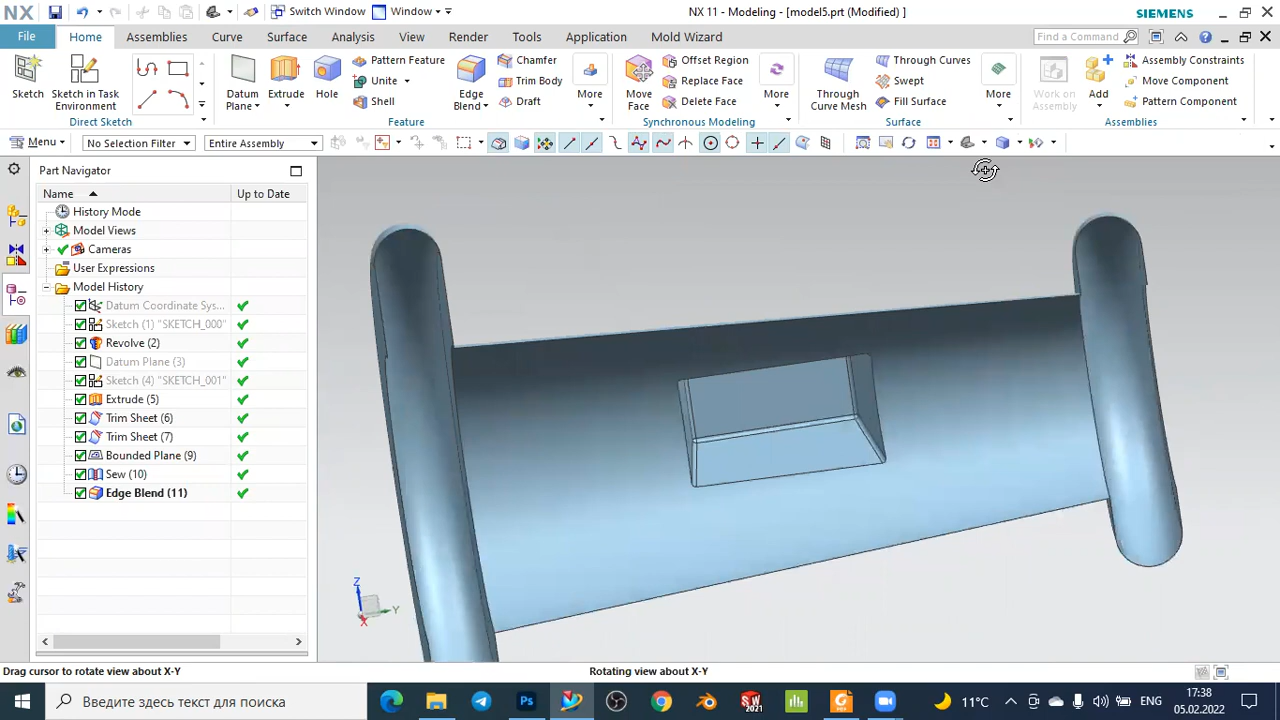 NX
Switch Window
Window
NX 11 - Modeling - [model5.prt (Modified) ]
SIEMENS
File
Home
Assemblies
Curve
Surface
Analysis
View
Render
Tools
Application
Mold Wizard
Find a Command
Sketch
Sketch in Task Environment
Direct Sketch
Datum Plane
Extrude
Hole
Pattern Feature
Unite
Shell
Edge Blend
Chamfer
Trim Body
Draft
More
Feature
Move Face
Offset Region
Replace Face
Delete Face
More
Synchronous Modeling
Through Curve Mesh
Through Curves
Swept
Fill Surface
More
Surface
Work on Assembly
Add
Assembly Constraints
Move Component
Pattern Component
Assemblies
Menu
No Selection Filter
Entire Assembly
Part Navigator
Name
Up to Date
History Mode
Model Views
Cameras
User Expressions
Model History
Datum Coordinate Sys...
Sketch (1) "SKETCH_000"
Revolve (2)
Datum Plane (3)
Sketch (4) "SKETCH_001"
Extrude (5)
Trim Sheet (6)
Trim Sheet (7)
Bounded Plane (9)
Sew (10)
Edge Blend (11)
Z
Y
X
Drag cursor to rotate view about X-Y
Rotating view about X-Y
Введите здесь текст для поиска
Ps
SW
2021
11°C
ENG
17:38
05.02.2022